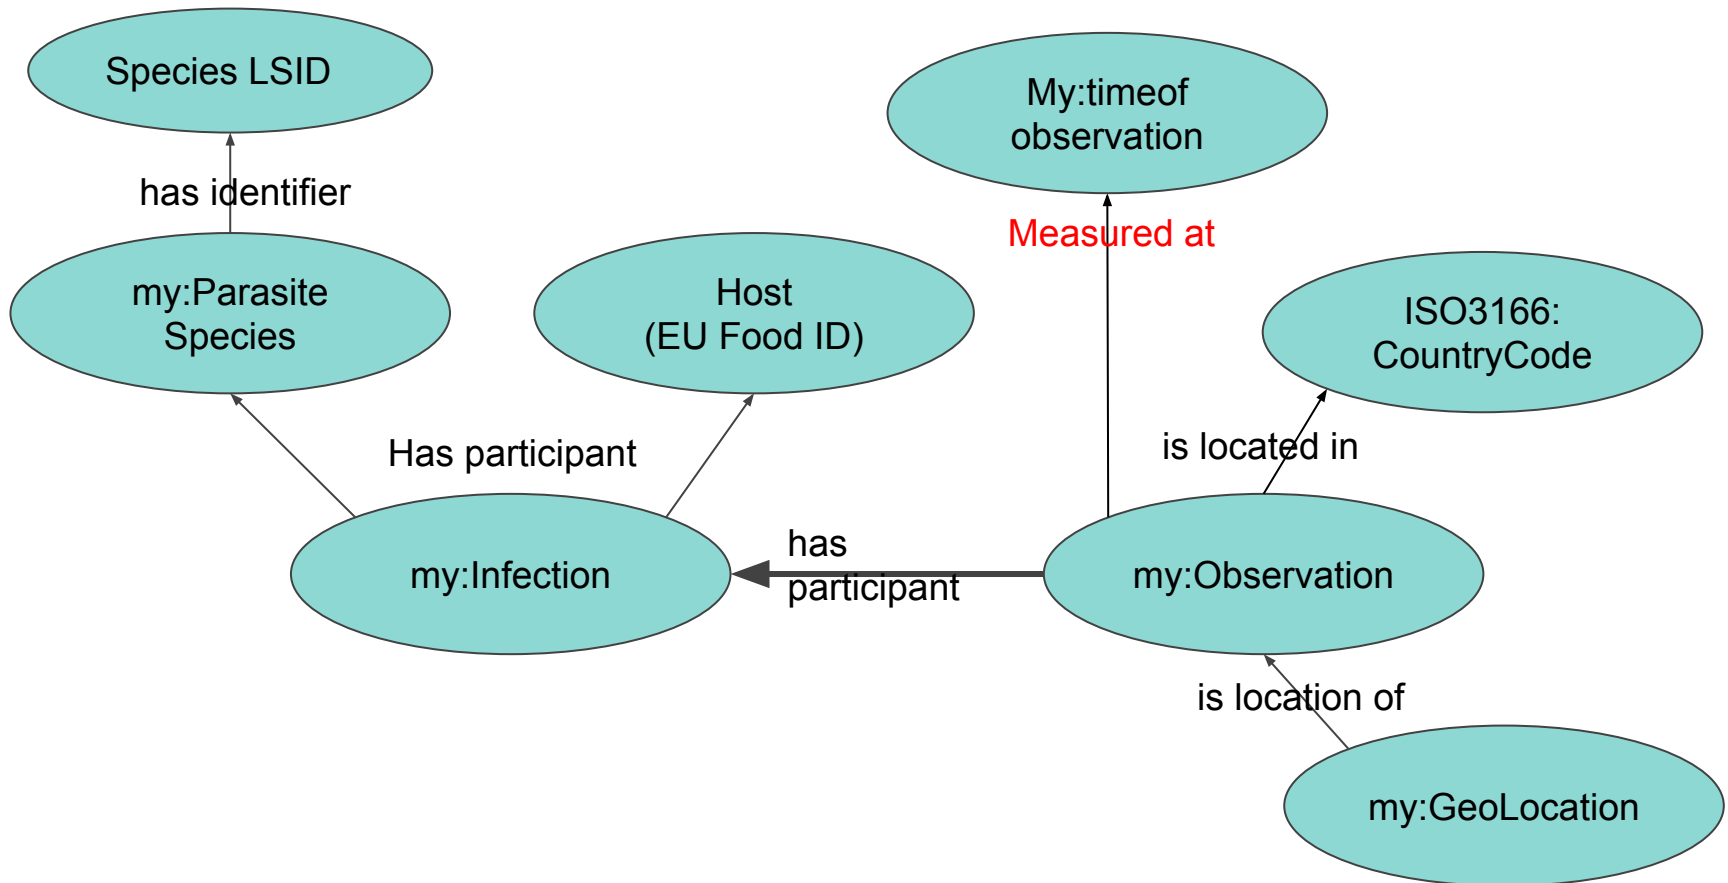 Species LSID
My:timeof
observation
has identifier
Measured at
my:Parasite
Species
Host
(EU Food ID)
ISO3166:
CountryCode
Has participant
is located in
my:Infection
has
participant
my:Observation
is location of
my:GeoLocation